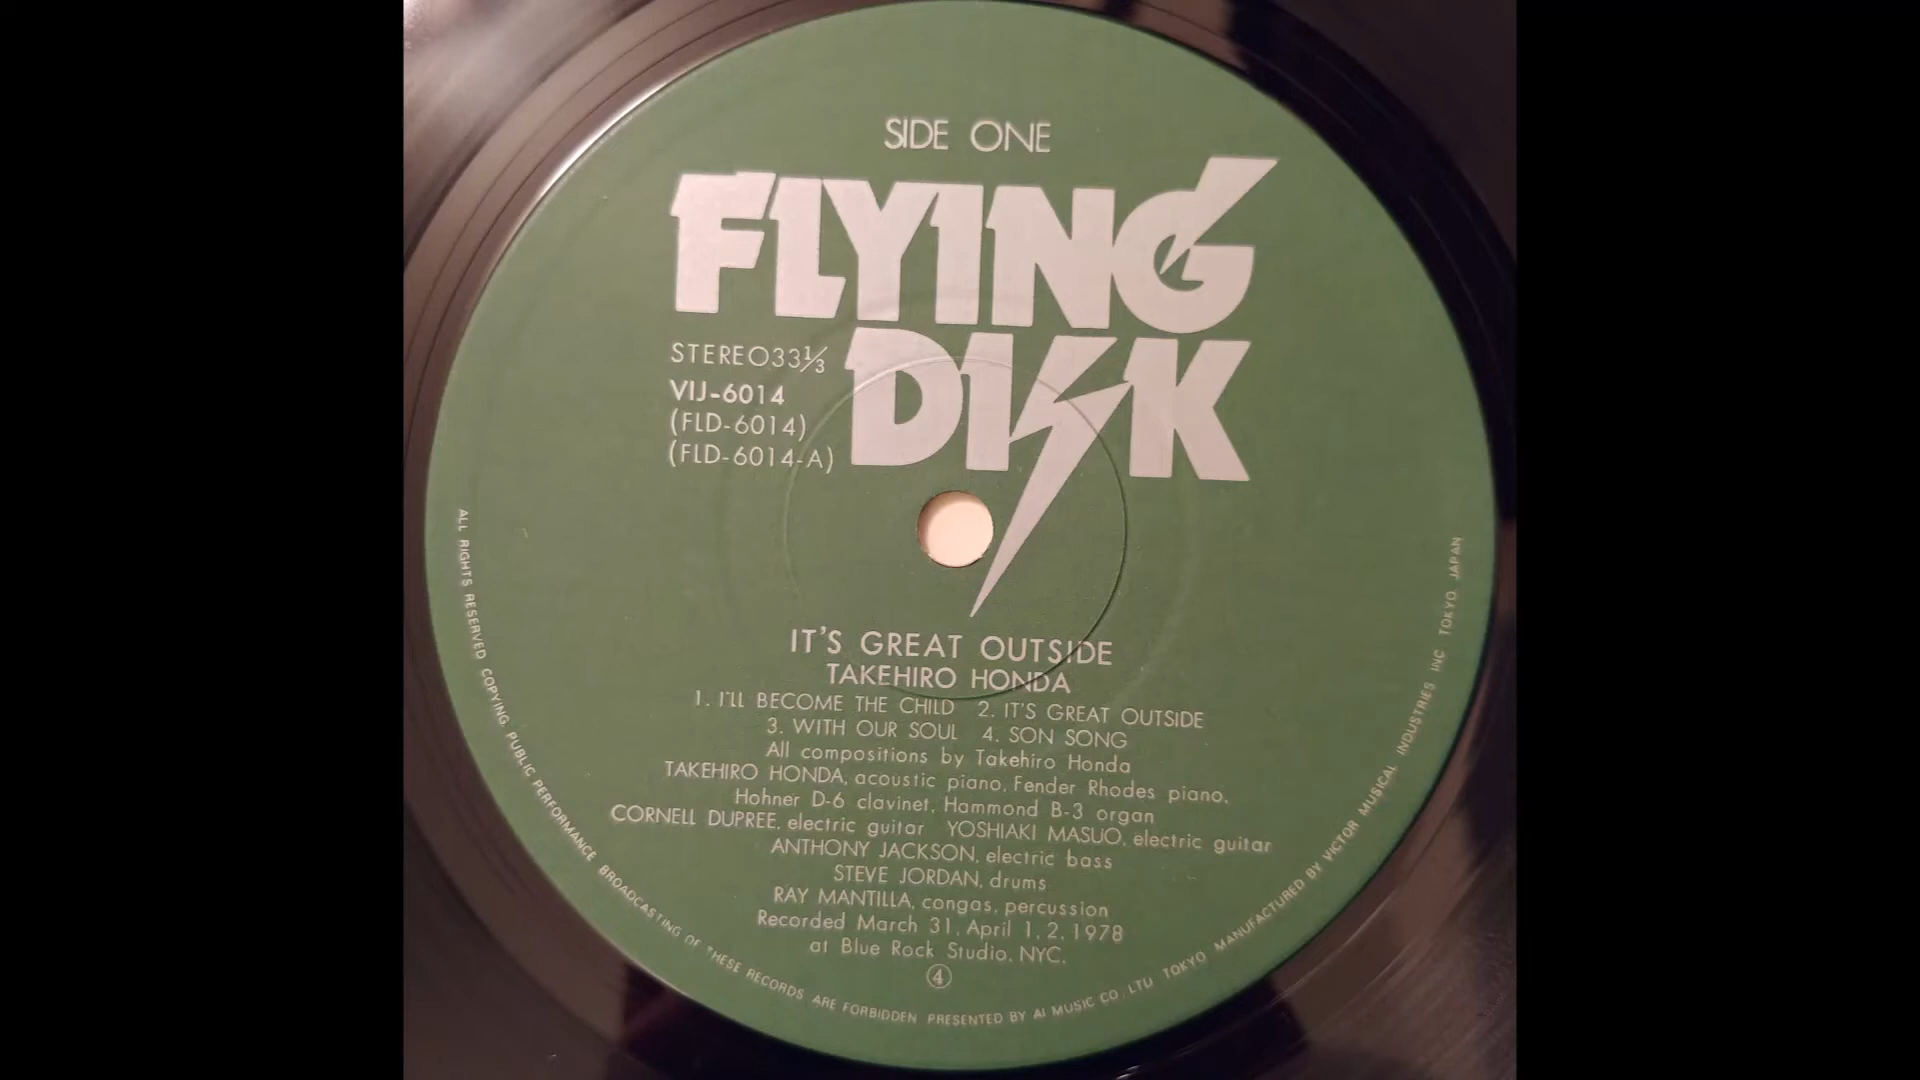 SIDE ONE
FLYING
DISK
STEREO33⅓
VIJ-6014
(FLD-6014)
(FLD-6014-A)
IT'S GREAT OUTSIDE
TAKEHIRO HONDA
1. I'LL BECOME THE CHILD 2. IT'S GREAT OUTSIDE
3. WITH OUR SOUL 4. SON SONG
All compositions by Takehiro Honda
TAKEHIRO HONDA, acoustic piano, Fender Rhodes piano,
Hohner D-6 clavinet, Hammond B-3 organ
CORNELL DUPREE, electric guitar YOSHIAKI MASUO, electric guitar
ANTHONY JACKSON, electric bass
STEVE JORDAN, drums
RAY MANTILLA, congas, percussion
Recorded March 31, April 1, 2, 1978
at Blue Rock Studio, NYC.
④
ALL RIGHTS RESERVED COPYING, PUBLIC PERFORMANCE BROADCASTING OF THESE RECORDS ARE FORBIDDEN PRESENTED BY AI MUSIC CO., LTD TOKYO MANUFACTURED BY VICTOR MUSICAL INDUSTRIES INC TOKYO, JAPAN